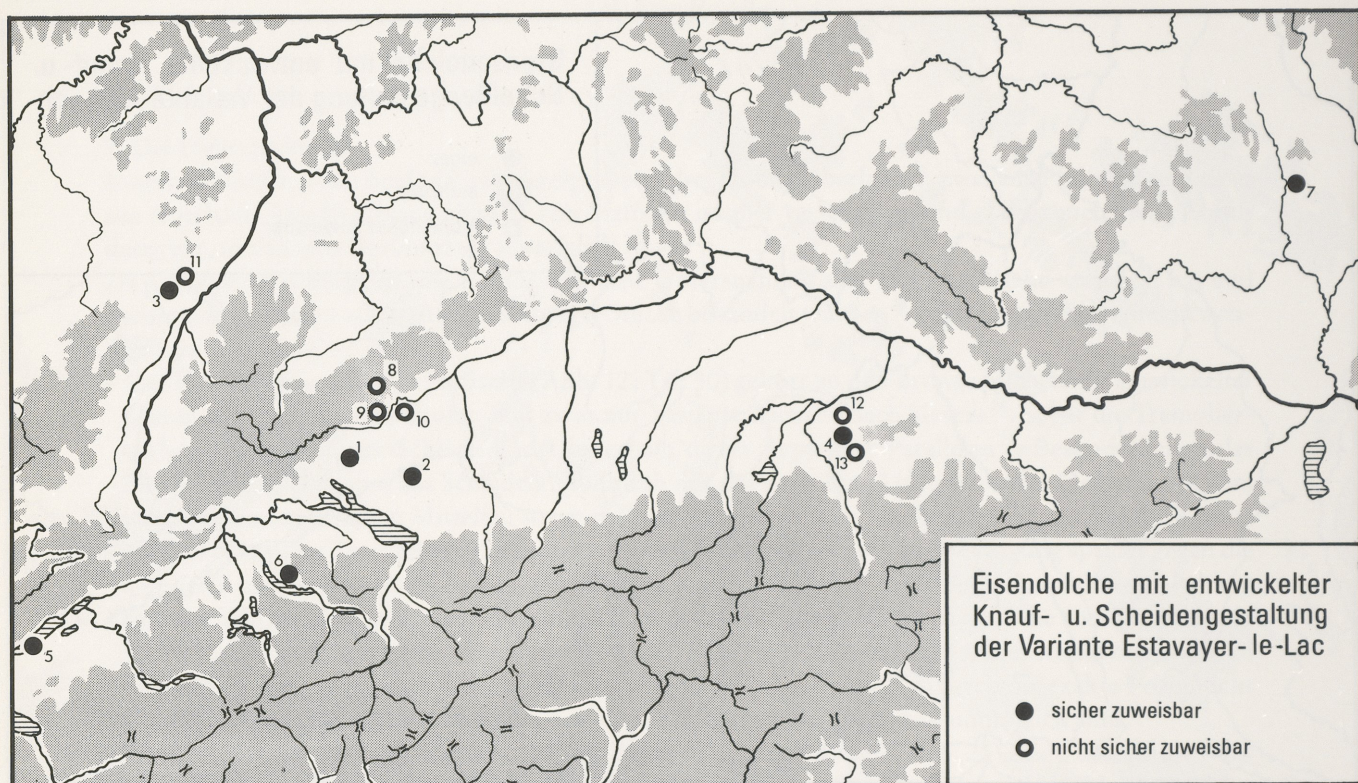 11
3
7
8
9
10
12
4
13
1
2
6
5
Eisendolche mit entwickelter
Knauf- u. Scheidengestaltung
der Variante Estavayer-le-Lac
sicher zuweisbar
nicht sicher zuweisbar